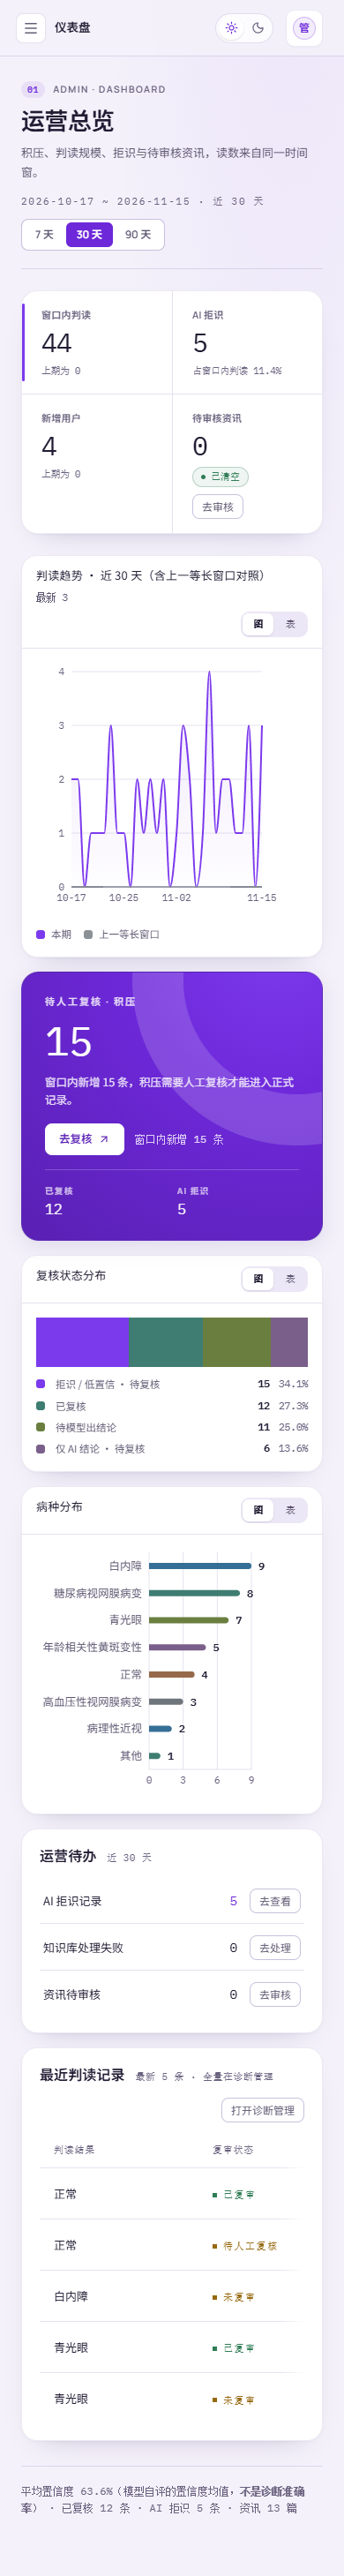 仪表盘
管
01 ADMIN · DASHBOARD
运营总览
积压、判读规模、拒识与待审核资讯，读数来自同一时间
窗。
2026-10-17 ~ 2026-11-15 · 近 30 天
7 天 30 天 90 天
窗口内判读
44
上期为 0
AI 拒识
5
占窗口内判读 11.4%
新增用户
4
上期为 0
待审核资讯
0
已清空
去审核
判读趋势 · 近 30 天（含上一等长窗口对照）
最新 3
图 表
4
3
2
1
0
10-17 10-25 11-02 11-15
本期 上一等长窗口
待人工复核 · 积压
15
窗口内新增 15 条，积压需要人工复核才能进入正式
记录。
去复核 窗口内新增 15 条
已复核 AI 拒识
12 5
复核状态分布
图 表
拒识 / 低置信 · 待复核 15 34.1%
已复核 12 27.3%
待模型出结论 11 25.0%
仅 AI 结论 · 待复核 6 13.6%
病种分布
图 表
白内障 9
糖尿病视网膜病变 8
青光眼 7
年龄相关性黄斑变性 5
正常 4
高血压性视网膜病变 3
病理性近视 2
其他 1
0 3 6 9
运营待办 近 30 天
AI 拒识记录 5 去查看
知识库处理失败 0 去处理
资讯待审核 0 去审核
最近判读记录 最新 5 条 · 全量在诊断管理
打开诊断管理
判读结果 复审状态
正常 已复审
正常 待人工复核
白内障 未复审
青光眼 已复审
青光眼 未复审
平均置信度 63.6%（模型自评的置信度均值，不是诊断准确
率） · 已复核 12 条 · AI 拒识 5 条 · 资讯 13 篇